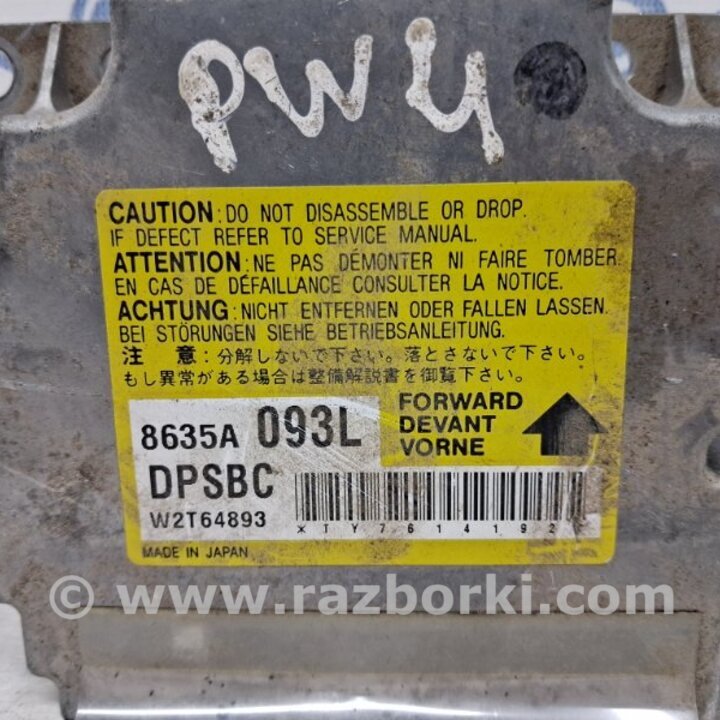 PW4
CAUTION : DO NOT DISASSEMBLE OR DROP.
IF DEFECT REFER TO SERVICE MANUAL.
ATTENTION : NE PAS DÉMONTER NI FAIRE TOMBER
EN CAS DE DÉFAILLANCE CONSULTER LA NOTICE.
ACHTUNG : NICHT ENTFERNEN ODER FALLEN LASSEN.
BEI STÖRUNGEN SIEHE BETRIEBSANLEITUNG.
注 意:分解しないで下さい。落とさないで下さい。
もし異常がある場合は整備解説書を御覧下さい。
8635A 093L
FORWARD
DEVANT
VORNE
DPSBC
W2T64893
MADE IN JAPAN
© www.razborki.com